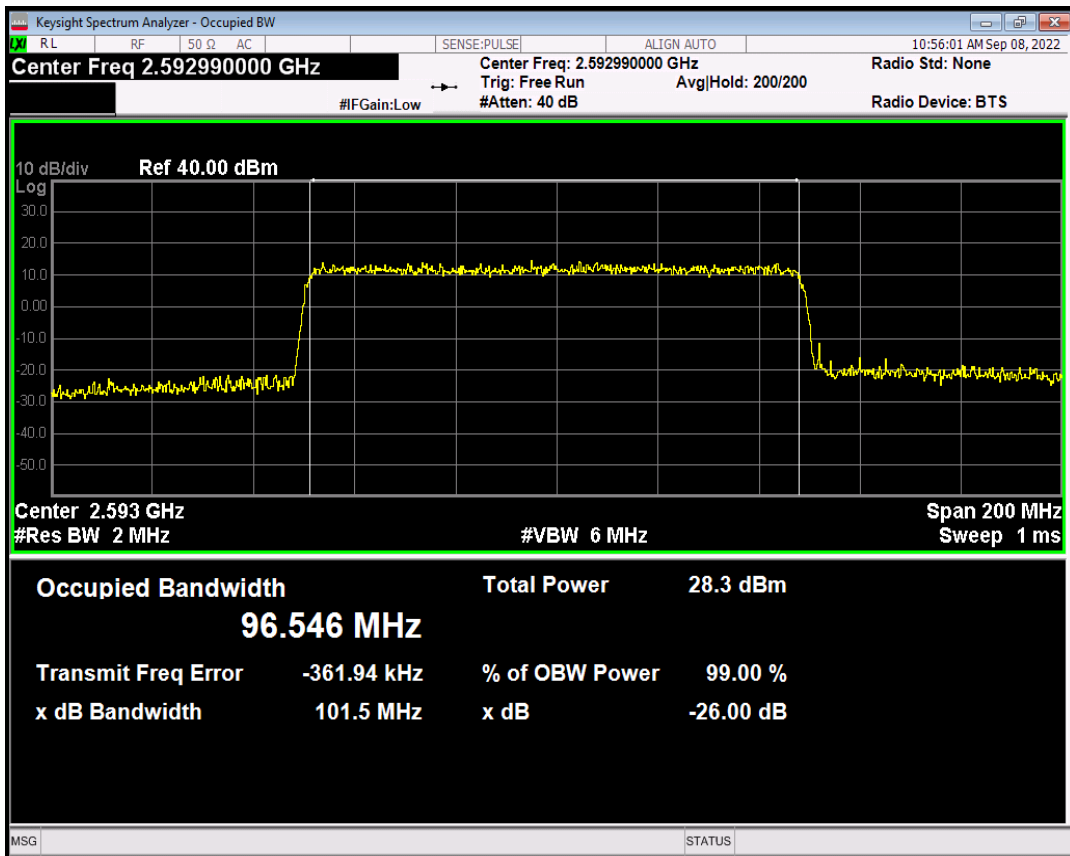 Keysight Spectrum Analyzer - Occupied BW
LXI RL RF 50 Ω AC SENSE:PULSE ALIGN AUTO 10:56:01 AM Sep 08, 2022
Center Freq 2.592990000 GHz Center Freq: 2.592990000 GHz Radio Std: None
Trig: Free Run Avg|Hold: 200/200
#IFGain:Low #Atten: 40 dB Radio Device: BTS
10 dB/div Ref 40.00 dBm
Log
30.0
20.0
10.0
0.00
-10.0
-20.0
-30.0
-40.0
-50.0
Center 2.593 GHz Span 200 MHz
#Res BW 2 MHz #VBW 6 MHz Sweep 1 ms
Occupied Bandwidth Total Power 28.3 dBm
96.546 MHz
Transmit Freq Error -361.94 kHz % of OBW Power 99.00 %
x dB Bandwidth 101.5 MHz x dB -26.00 dB
MSG STATUS